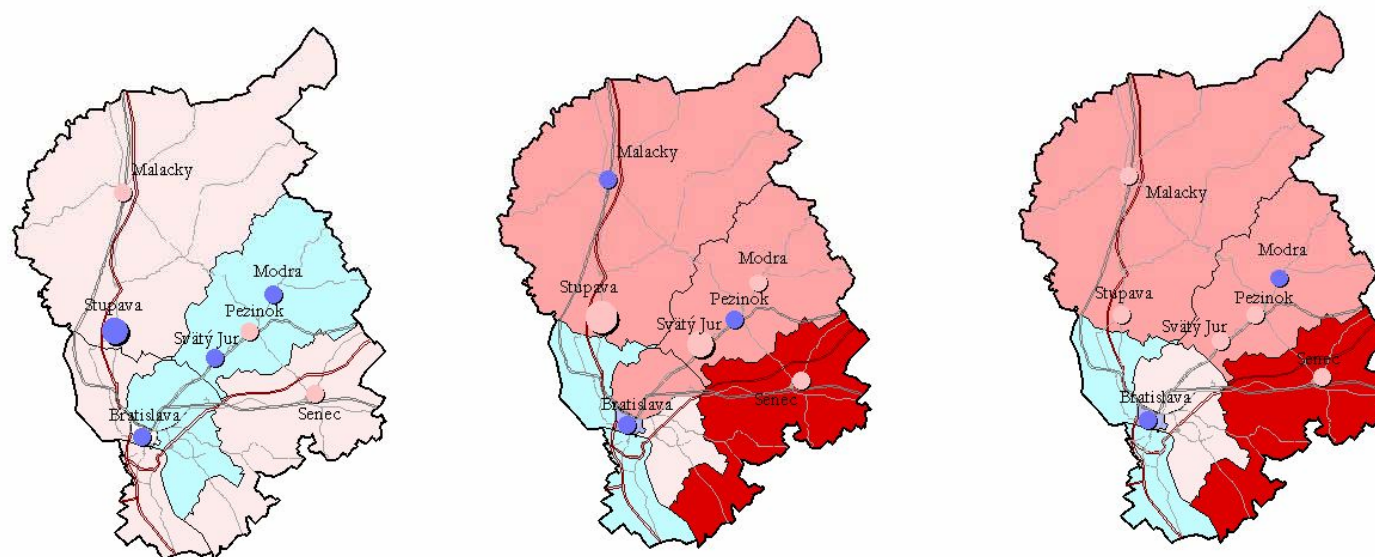 Malacky
Modra
Stupava
Pezinok
Svätý Jur
Bratislava
Senec
Malacky
Modra
Stupava
Pezinok
Svätý Jur
Bratislava
Senec
Malacky
Modra
Stupava
Pezinok
Svätý Jur
Senec
Bratislava